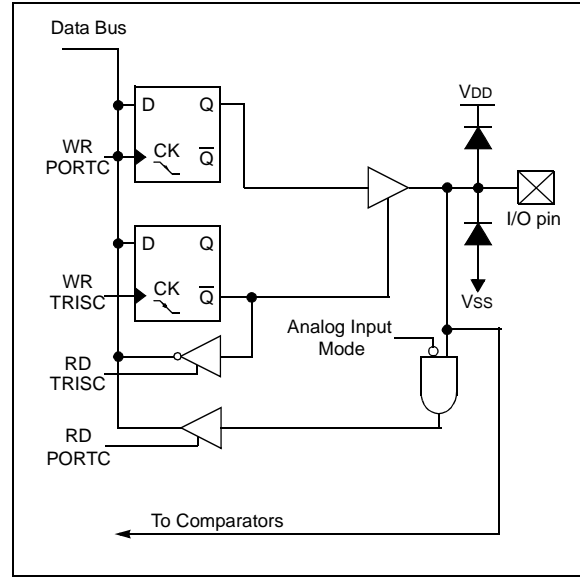 Data Bus
D Q
WR
PORTC
CK
Q
VDD
I/O pin
VSS
D Q
WR
TRISC
CK
Q
Analog Input
Mode
RD
TRISC
RD
PORTC
To Comparators